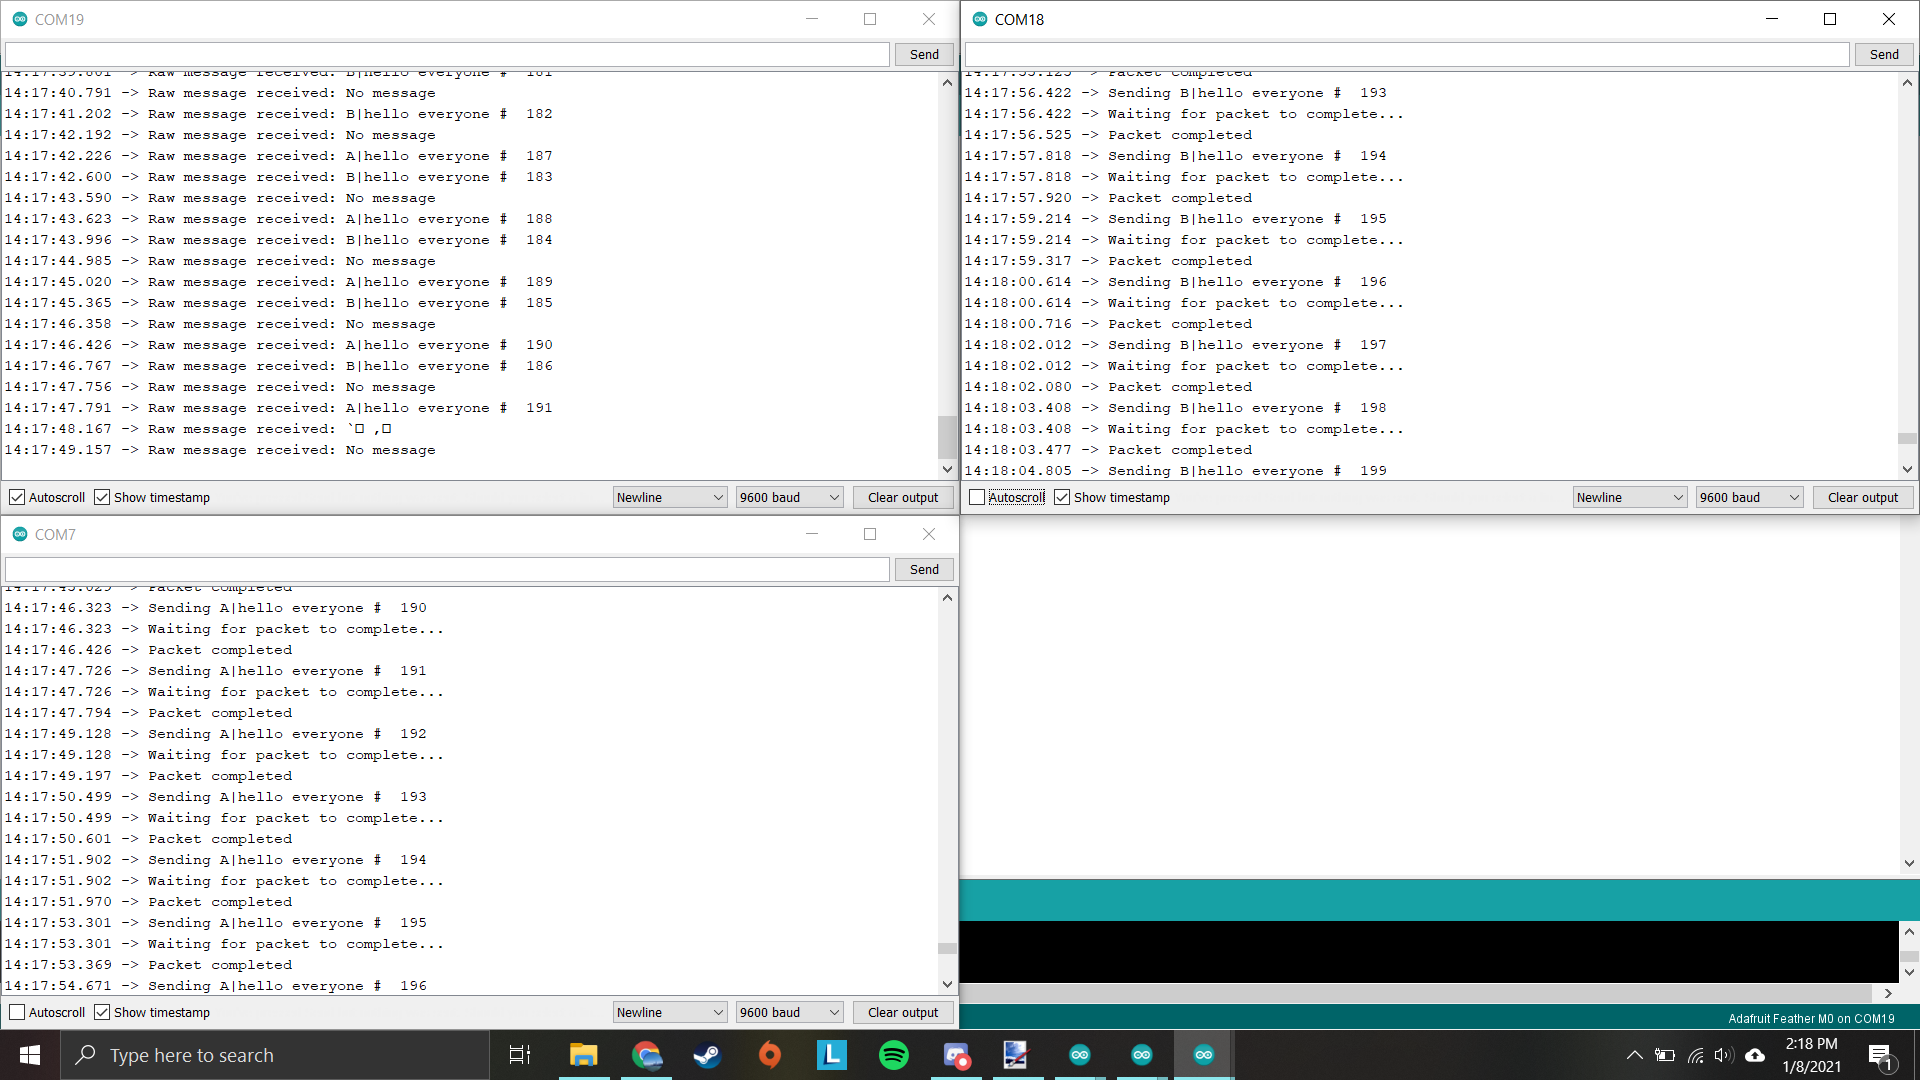 COM19
Send
14:17:39.601 -> Raw message received: B|hello everyone #  181
14:17:40.791 -> Raw message received: No message
14:17:41.202 -> Raw message received: B|hello everyone #  182
14:17:42.192 -> Raw message received: No message
14:17:42.226 -> Raw message received: A|hello everyone #  187
14:17:42.600 -> Raw message received: B|hello everyone #  183
14:17:43.590 -> Raw message received: No message
14:17:43.623 -> Raw message received: A|hello everyone #  188
14:17:43.996 -> Raw message received: B|hello everyone #  184
14:17:44.985 -> Raw message received: No message
14:17:45.020 -> Raw message received: A|hello everyone #  189
14:17:45.365 -> Raw message received: B|hello everyone #  185
14:17:46.358 -> Raw message received: No message
14:17:46.426 -> Raw message received: A|hello everyone #  190
14:17:46.767 -> Raw message received: B|hello everyone #  186
14:17:47.756 -> Raw message received: No message
14:17:47.791 -> Raw message received: A|hello everyone #  191
14:17:48.167 -> Raw message received: `□ ,□
14:17:49.157 -> Raw message received: No message
Autoscroll Show timestamp Newline 9600 baud Clear output
COM18
Send
14:17:55.125 -> Packet completed
14:17:56.422 -> Sending B|hello everyone #  193
14:17:56.422 -> Waiting for packet to complete...
14:17:56.525 -> Packet completed
14:17:57.818 -> Sending B|hello everyone #  194
14:17:57.818 -> Waiting for packet to complete...
14:17:57.920 -> Packet completed
14:17:59.214 -> Sending B|hello everyone #  195
14:17:59.214 -> Waiting for packet to complete...
14:17:59.317 -> Packet completed
14:18:00.614 -> Sending B|hello everyone #  196
14:18:00.614 -> Waiting for packet to complete...
14:18:00.716 -> Packet completed
14:18:02.012 -> Sending B|hello everyone #  197
14:18:02.012 -> Waiting for packet to complete...
14:18:02.080 -> Packet completed
14:18:03.408 -> Sending B|hello everyone #  198
14:18:03.408 -> Waiting for packet to complete...
14:18:03.477 -> Packet completed
14:18:04.805 -> Sending B|hello everyone #  199
Autoscroll Show timestamp Newline 9600 baud Clear output
COM7
Send
14:17:45.029 -> Packet completed
14:17:46.323 -> Sending A|hello everyone #  190
14:17:46.323 -> Waiting for packet to complete...
14:17:46.426 -> Packet completed
14:17:47.726 -> Sending A|hello everyone #  191
14:17:47.726 -> Waiting for packet to complete...
14:17:47.794 -> Packet completed
14:17:49.128 -> Sending A|hello everyone #  192
14:17:49.128 -> Waiting for packet to complete...
14:17:49.197 -> Packet completed
14:17:50.499 -> Sending A|hello everyone #  193
14:17:50.499 -> Waiting for packet to complete...
14:17:50.601 -> Packet completed
14:17:51.902 -> Sending A|hello everyone #  194
14:17:51.902 -> Waiting for packet to complete...
14:17:51.970 -> Packet completed
14:17:53.301 -> Sending A|hello everyone #  195
14:17:53.301 -> Waiting for packet to complete...
14:17:53.369 -> Packet completed
14:17:54.671 -> Sending A|hello everyone #  196
Autoscroll Show timestamp Newline 9600 baud Clear output
Adafruit Feather M0 on COM19
Type here to search
L
2:18 PM
1/8/2021
1